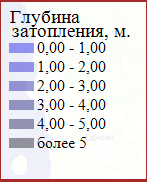 Глубина
затопления, м.
0,00 - 1,00
1,00 - 2,00
2,00 - 3,00
3,00 - 4,00
4,00 - 5,00
более 5